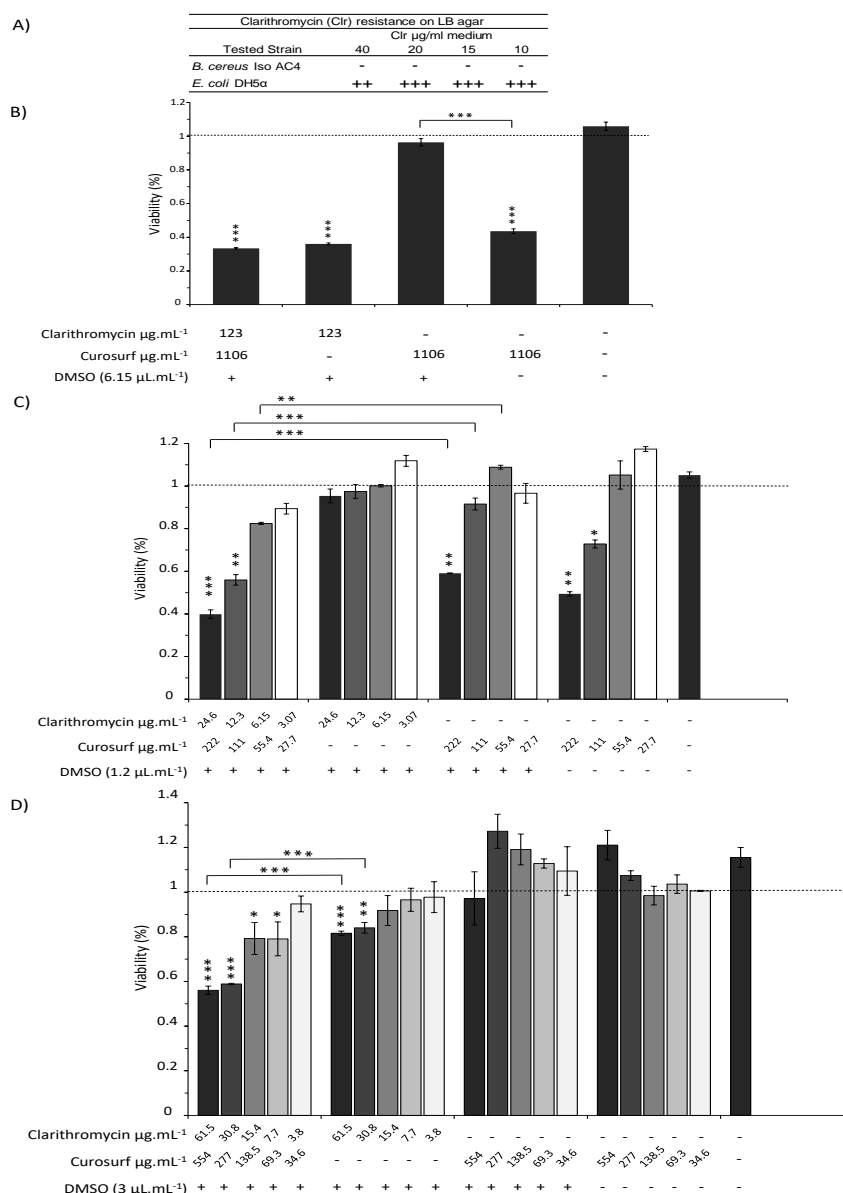 A)
Clarithromycin (Clr) resistance on LB agar
Clr µg/ml medium
Tested Strain 40 20 15 10
B. cereus Iso AC4 - - - -
E. coli DH5α ++ +++ +++ +++
B)
***
1.2
1
0.8
0.6
0.4
0.2
0
Viability (%)
*** *** ***
Clarithromycin µg.mL⁻¹ 123 123 - - -
Curosurf µg.mL⁻¹ 1106 - 1106 1106 -
DMSO (6.15 µL.mL⁻¹) + + + - -
C)
**
***
***
1.2
1
0.8
0.6
0.4
0.2
0
Viability (%)
*** ** ** ** *
Clarithromycin µg.mL⁻¹ 24.6 12.3 6.15 3.07 24.6 12.3 6.15 3.07 - - - - - - - - -
Curosurf µg.mL⁻¹ 222 111 55.4 27.7 - - - - 222 111 55.4 27.7 222 111 55.4 27.7 -
DMSO (1.2 µL.mL⁻¹) + + + + + + + + + + + + - - - - -
D)
1.4
1.2
1
0.8
0.6
0.4
0.2
0
Viability (%)
***
***
*** *** * * *** **
Clarithromycin µg.mL⁻¹ 61.5 30.8 15.4 7.7 3.8 61.5 30.8 15.4 7.7 3.8 - - - - - - - - - - -
Curosurf µg.mL⁻¹ 554 277 138.5 69.3 34.6 - - - - - 554 277 138.5 69.3 34.6 554 277 138.5 69.3 34.6 -
DMSO (3 µL.mL⁻¹) + + + + + + + + + + + + + + + - - - - - -